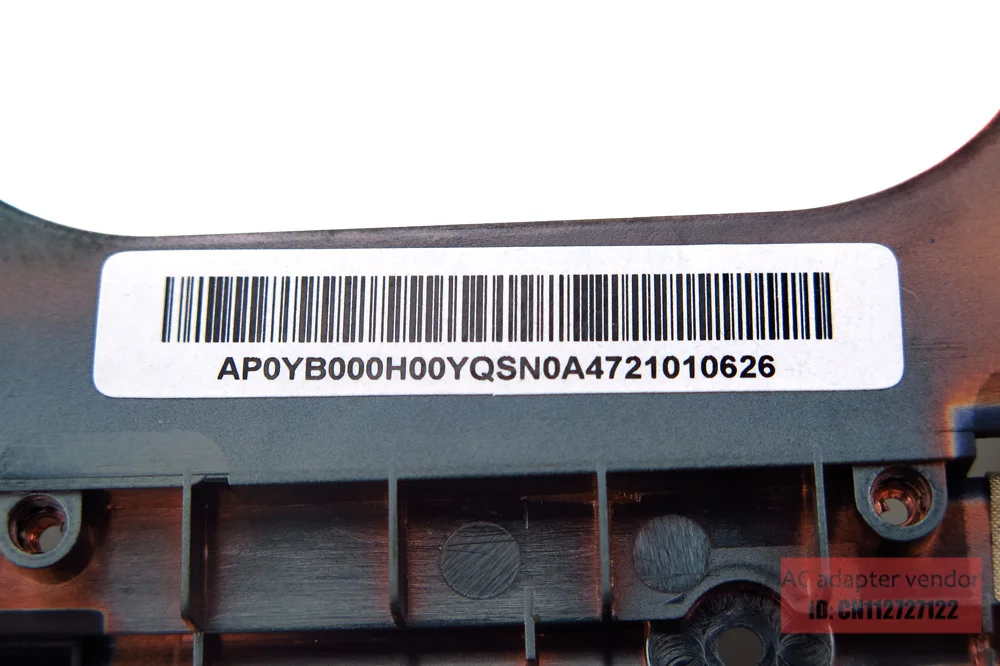 AP0YB000H00YQSN0A4721010626
AC adapter vendor
ID: CN112727122